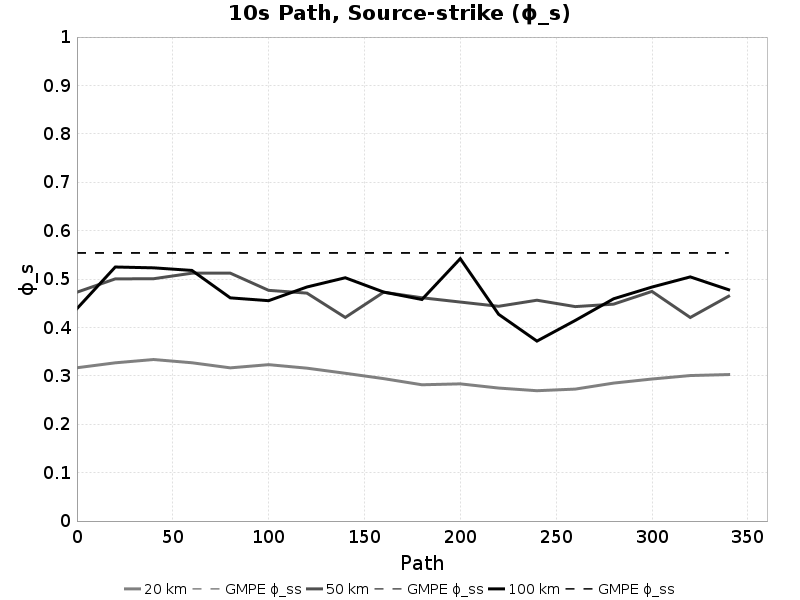 10s Path, Source-strike (ϕ_s)
1
0.9
0.8
0.7
0.6
0.5
0.4
0.3
0.2
0.1
0
ϕ_s
0 50 100 150 200 250 300 350
Path
20 km GMPE ϕ_ss 50 km GMPE ϕ_ss 100 km GMPE ϕ_ss